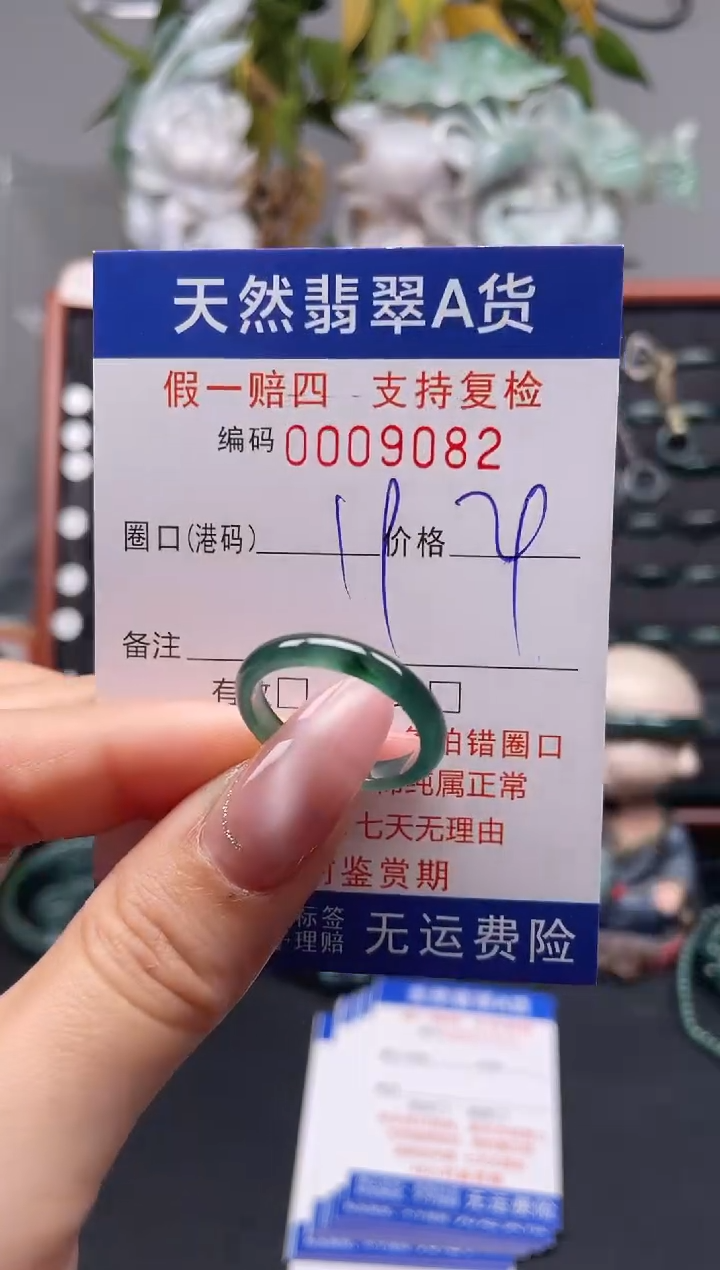 天然翡翠A货
假一赔四 支持复检
编码 0009082
圈口(港码) 价格
备注
有 □ □
拍错圈口
纯属正常
七天无理由
鉴赏期
标签
理赔 无运费险